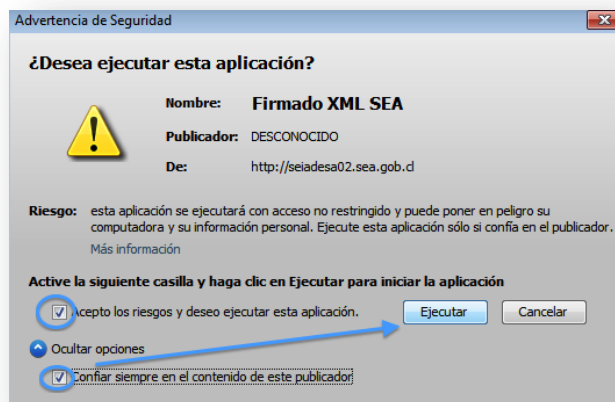 Advertencia de Seguridad
¿Desea ejecutar esta aplicación?
Nombre: Firmado XML SEA
Publicador: DESCONOCIDO
De: http://seiadesa02.sea.gob.cl
Riesgo: esta aplicación se ejecutará con acceso no restringido y puede poner en peligro su
computadora y su información personal. Ejecute esta aplicación sólo si confía en el publicador.
Más información
Active la siguiente casilla y haga clic en Ejecutar para iniciar la aplicación
Acepto los riesgos y deseo ejecutar esta aplicación. Ejecutar Cancelar
Ocultar opciones
Confiar siempre en el contenido de este publicador